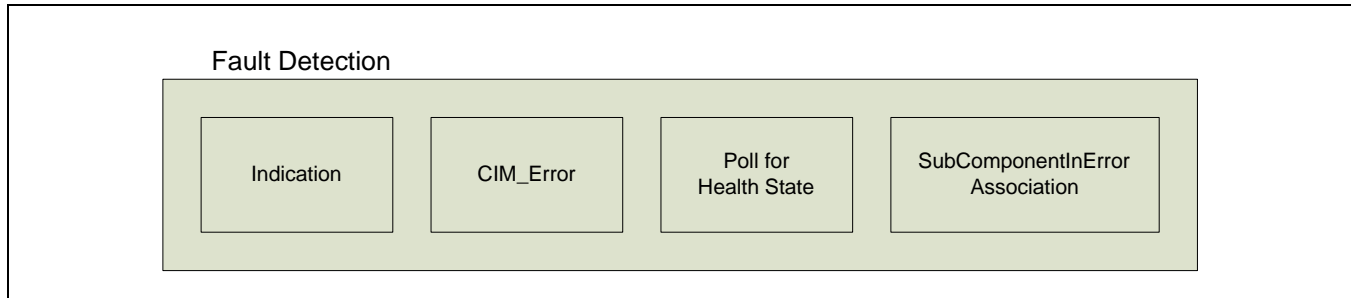 Fault Detection
Indication
CIM_Error
Poll for
Health State
SubComponentInError
Association